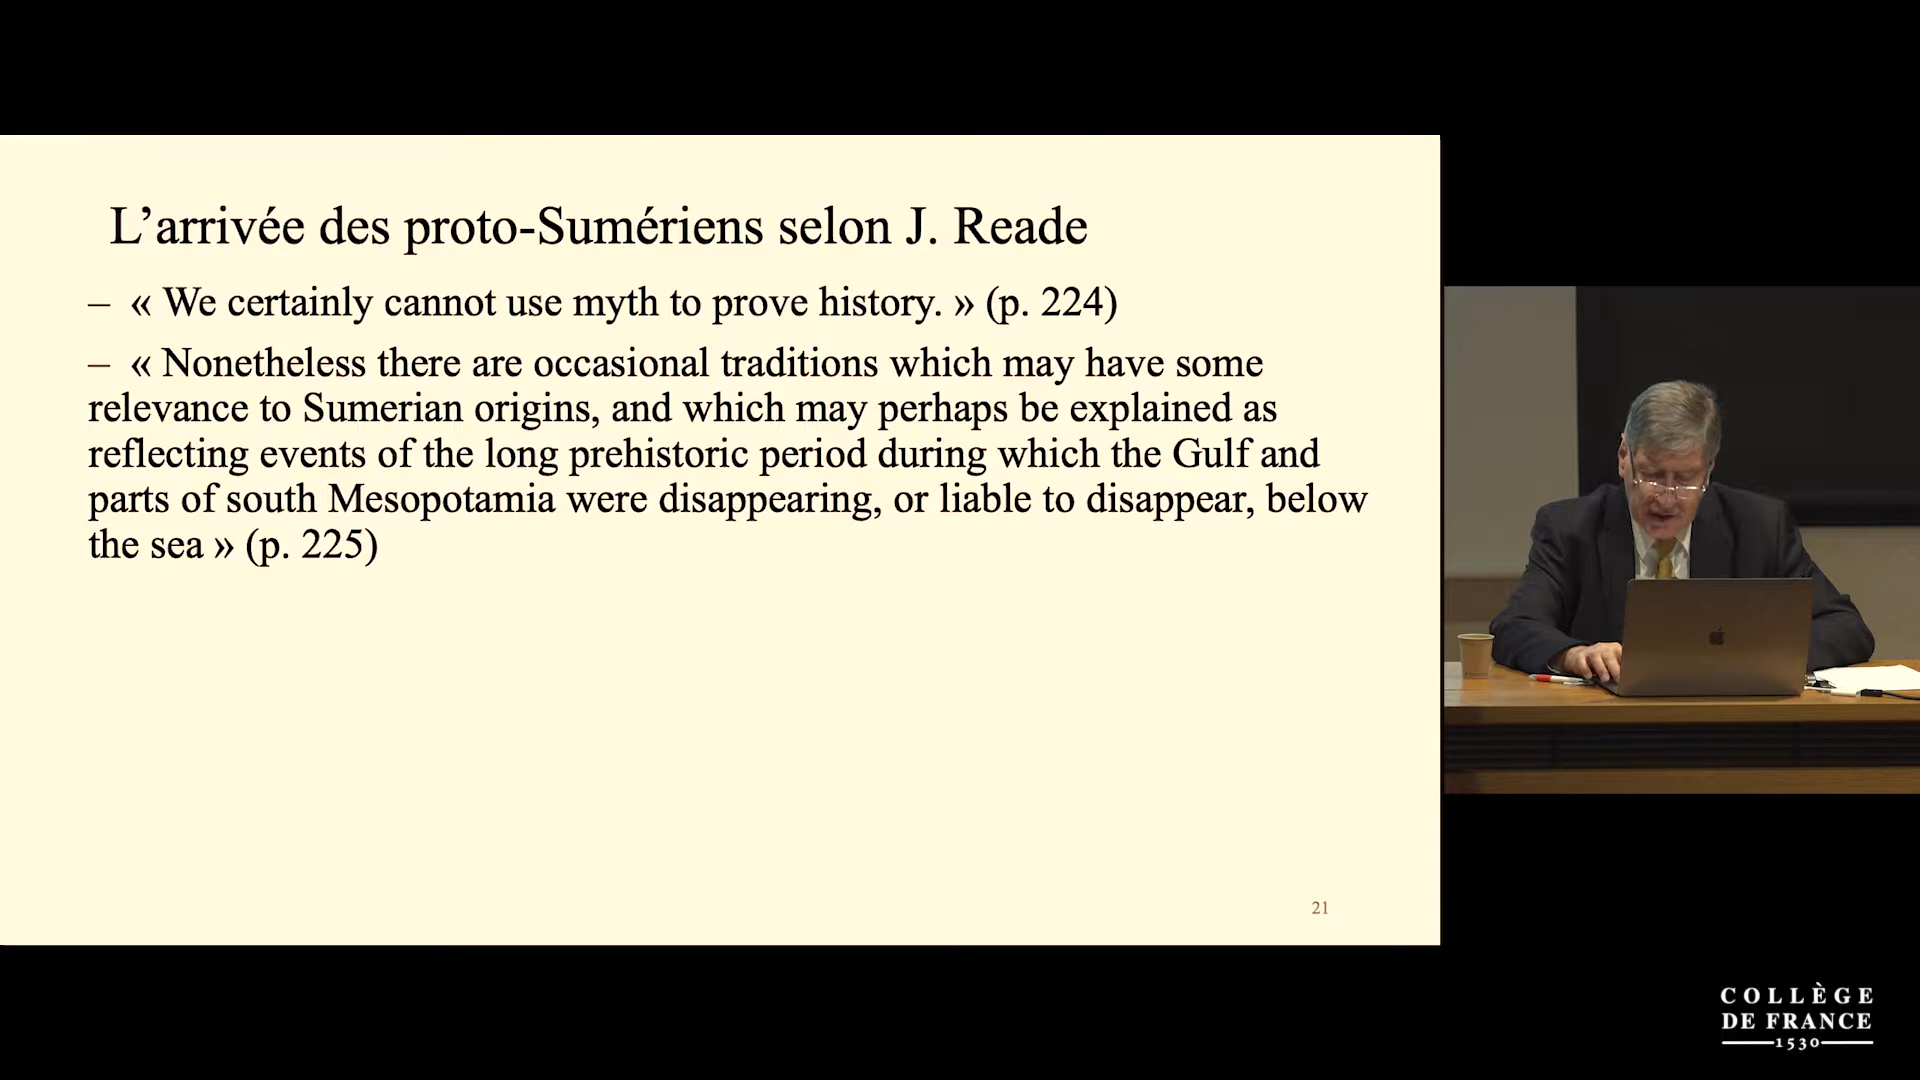 L’arrivée des proto-Sumériens selon J. Reade
– « We certainly cannot use myth to prove history. » (p. 224)
– « Nonetheless there are occasional traditions which may have some
relevance to Sumerian origins, and which may perhaps be explained as
reflecting events of the long prehistoric period during which the Gulf and
parts of south Mesopotamia were disappearing, or liable to disappear, below
the sea » (p. 225)
21
COLLÈGE
DE FRANCE
1530